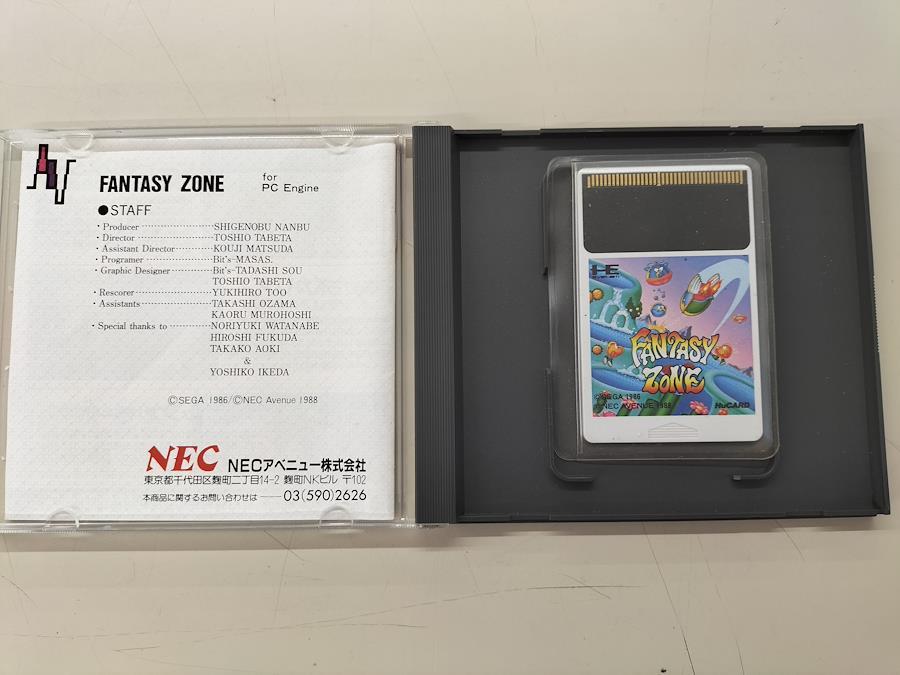 FANTASY ZONE for PC Engine
●STAFF
・Producer ……………… SHIGENOBU NANBU
・Director ……………… TOSHIO TABETA
・Assistant Director ……… KOUJI MATSUDA
・Programer ……………… Bit's-MASAS.
・Graphic Designer ……… Bit's-TADASHI SOU
TOSHIO TABETA
・Rescorer ……………… YUKIHIRO TOO
・Assistants ……………… TAKASHI OZAMA
KAORU MUROHOSHI
・Special thanks to ……… NORIYUKI WATANABE
HIROSHI FUKUDA
TAKAKO AOKI
&
YOSHIKO IKEDA
©SEGA 1986/©NEC Avenue 1988
NEC NECアベニュー株式会社
東京都千代田区麹町二丁目14-2 麹町NKビル 〒102
本商品に関するお問い合わせは――03(590)2626
FANTASY
ZONE
©SEGA 1986
©NEC AVENUE 1988
HuCARD